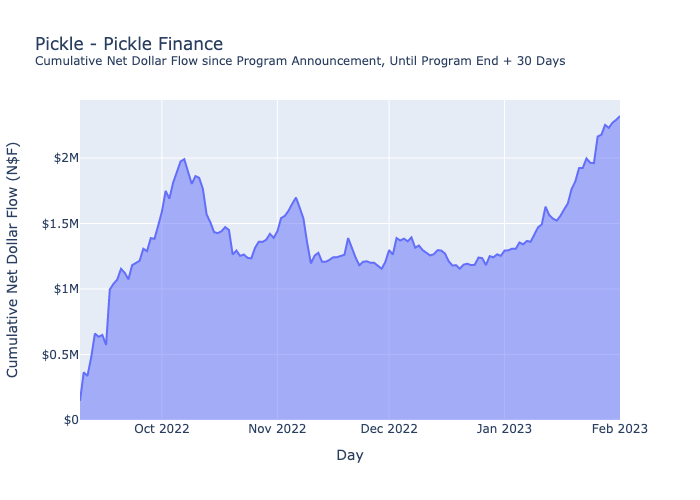 Pickle - Pickle Finance
Cumulative Net Dollar Flow since Program Announcement, Until Program End + 30 Days
Cumulative Net Dollar Flow (N$F)
$2M
$1.5M
$1M
$0.5M
$0
Oct 2022
Nov 2022
Dec 2022
Jan 2023
Feb 2023
Day